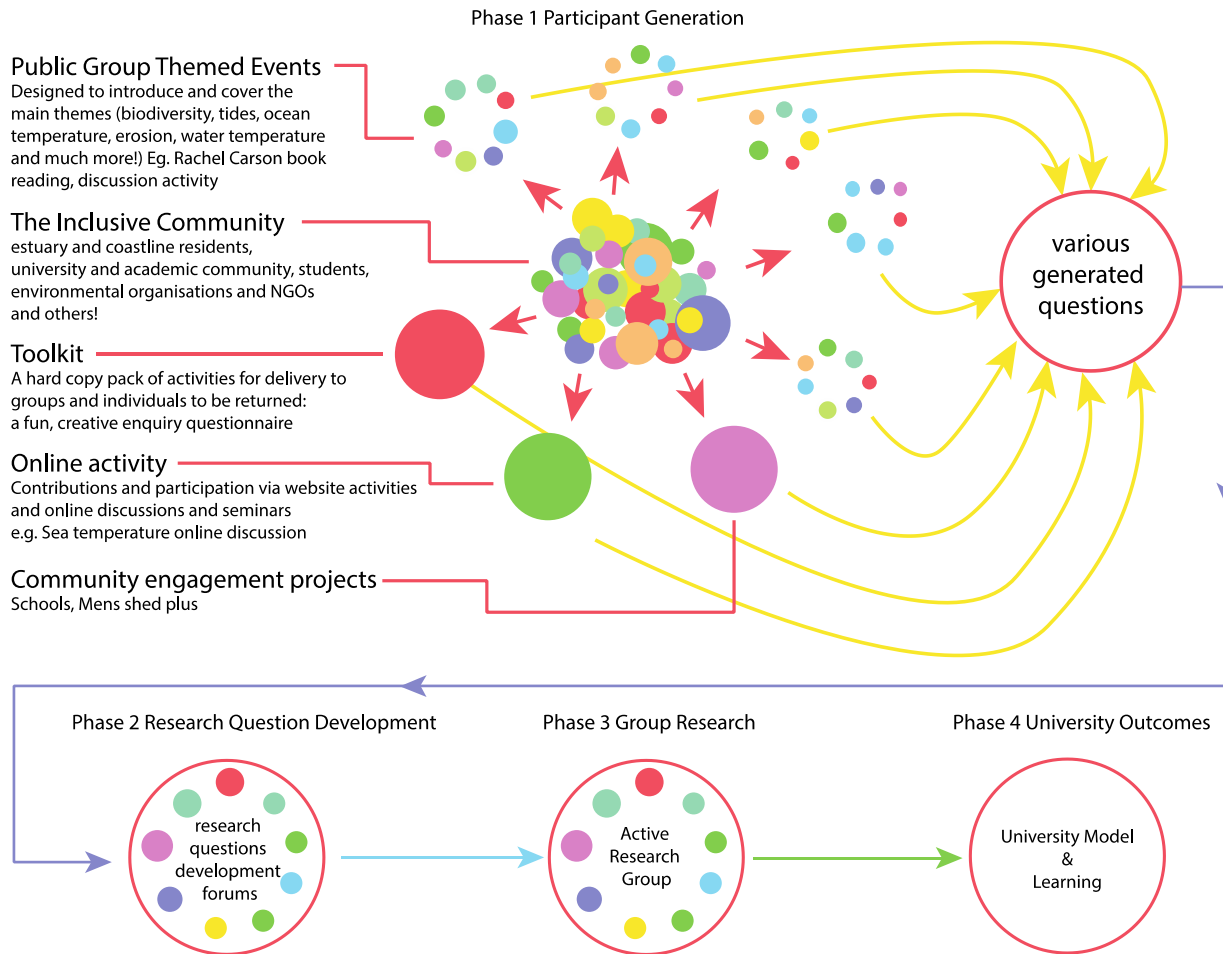 Phase 1 Participant Generation
Public Group Themed Events
Designed to introduce and cover the
main themes (biodiversity, tides, ocean
temperature, erosion, water temperature
and much more!) Eg. Rachel Carson book
reading, discussion activity
The Inclusive Community
estuary and coastline residents,
university and academic community, students,
environmental organisations and NGOs
and others!
Toolkit
A hard copy pack of activities for delivery to
groups and individuals to be returned:
a fun, creative enquiry questionnaire
Online activity
Contributions and participation via website activities
and online discussions and seminars
e.g. Sea temperature online discussion
Community engagement projects
Schools, Mens shed plus
various
generated
questions
Phase 2 Research Question Development
research
questions
development
forums
Phase 3 Group Research
Active
Research
Group
Phase 4 University Outcomes
University Model
&
Learning